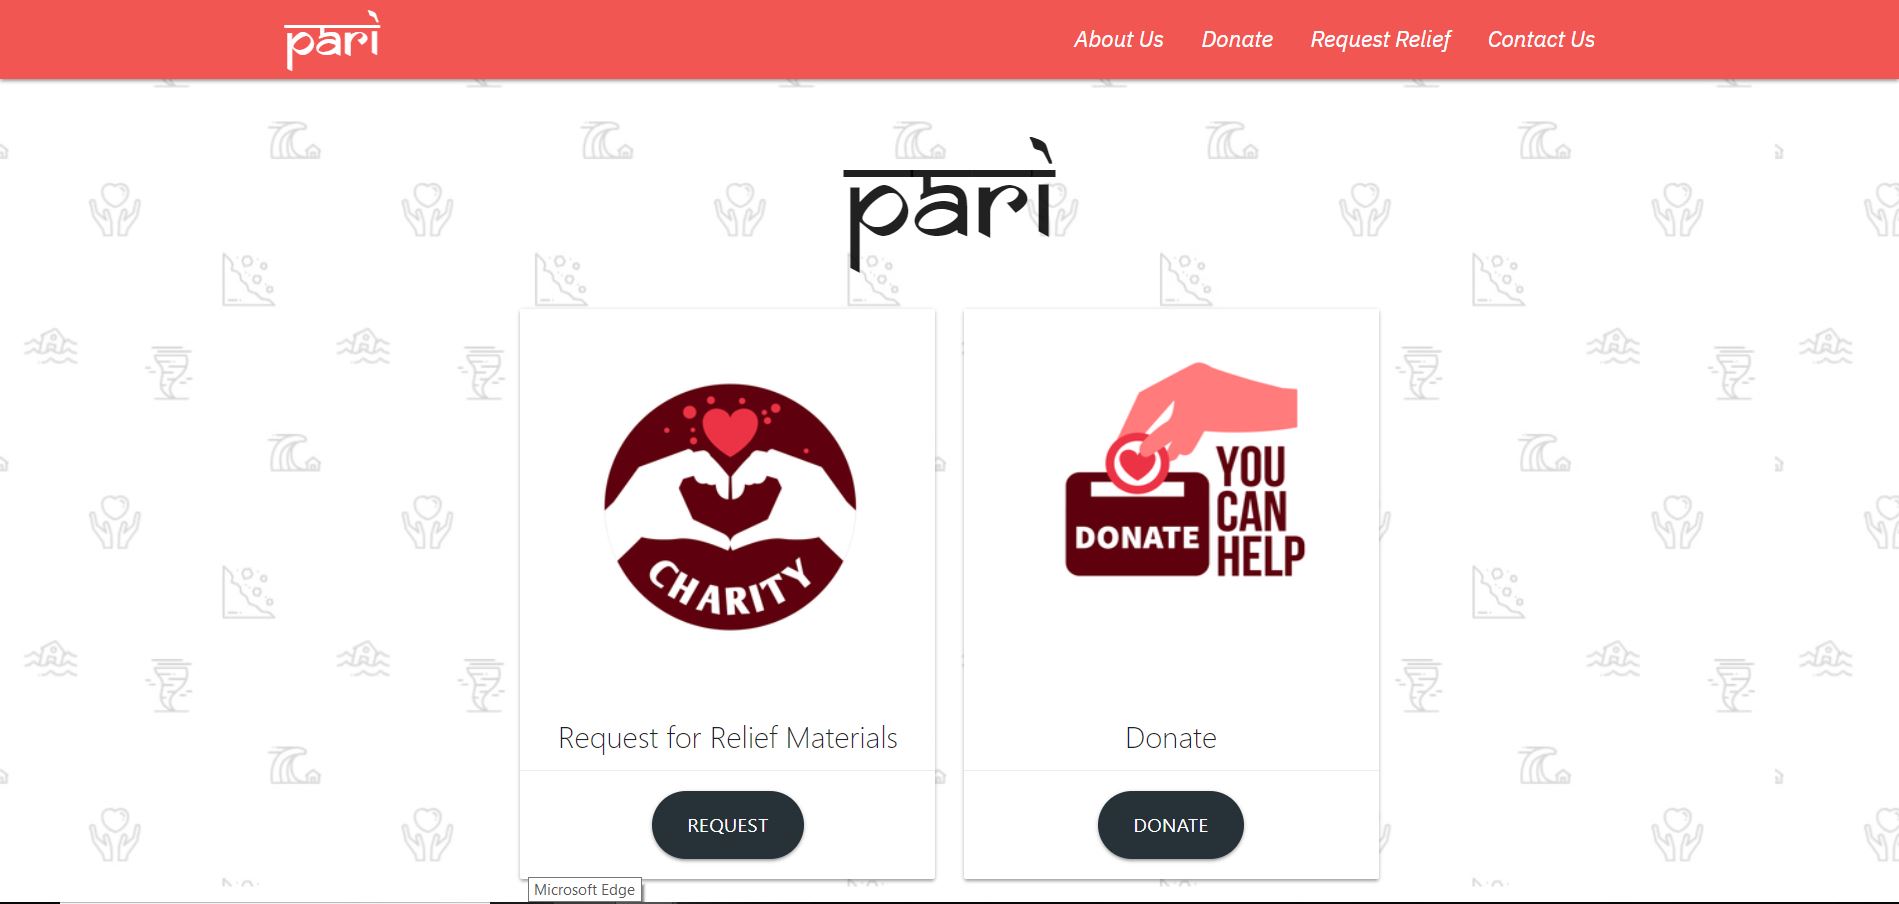 parì
About Us Donate Request Relief Contact Us
parì
CHARITY
DONATE
YOU
CAN
HELP
Request for Relief Materials
Donate
REQUEST
DONATE
Microsoft Edge